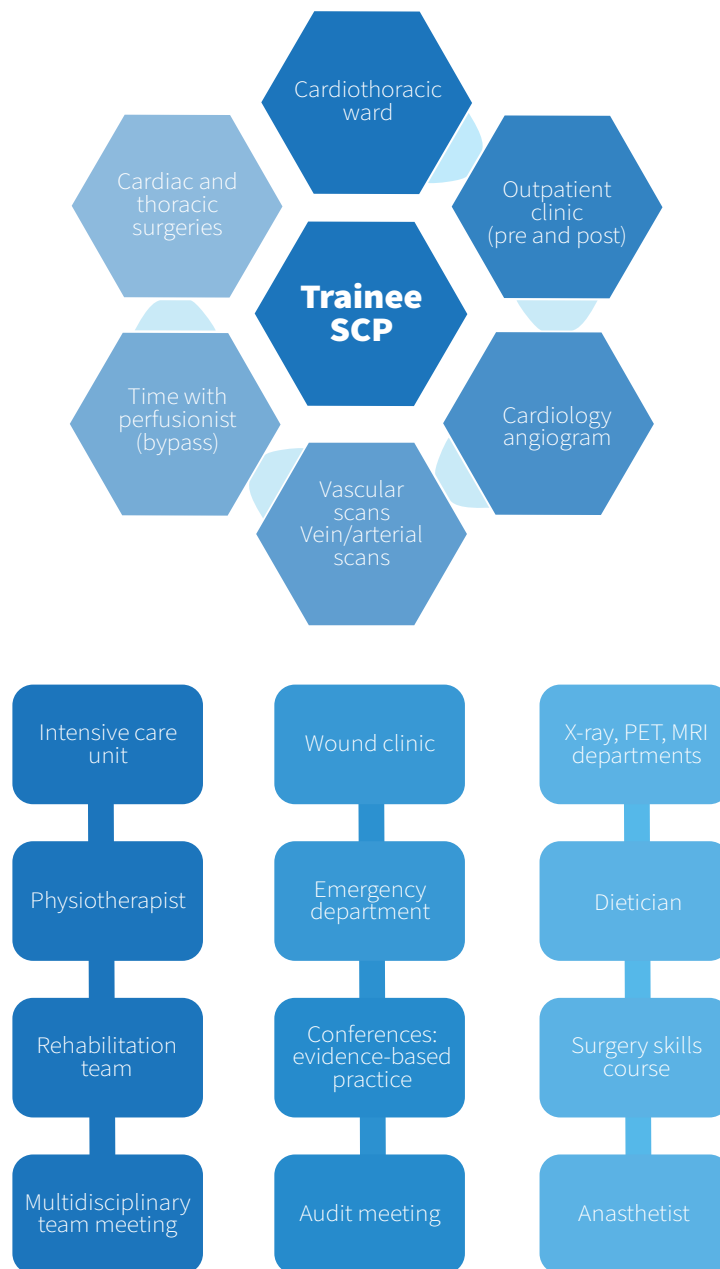 Cardiothoracic
ward
Cardiac and
thoracic
surgeries
Outpatient
clinic
(pre and post)
Trainee
SCP
Time with
perfusionist
(bypass)
Cardiology
angiogram
Vascular
scans
Vein/arterial
scans
Intensive care
unit
Physiotherapist
Rehabilitation
team
Multidisciplinary
team meeting
Wound clinic
Emergency
department
Conferences:
evidence-based
practice
Audit meeting
X-ray, PET, MRI
departments
Dietician
Surgery skills
course
Anasthetist